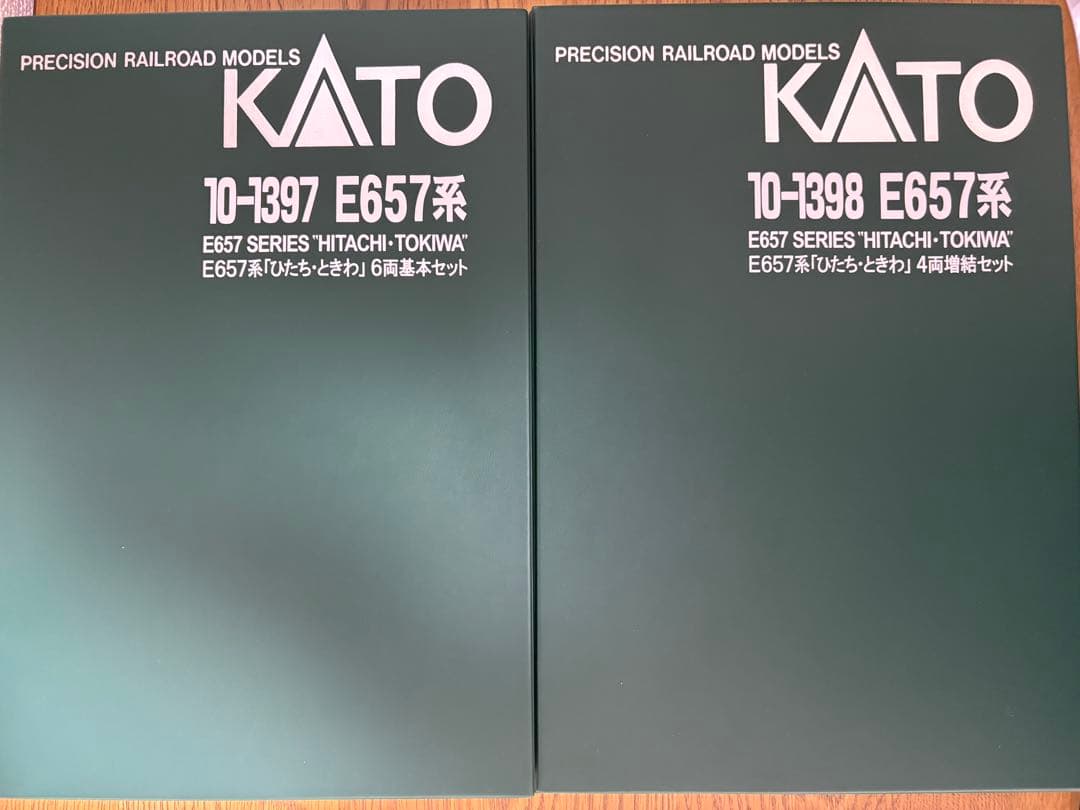 PRECISION RAILROAD MODELS
KATO
10-1397 E657系
E657 SERIES "HITACHI・TOKIWA"
E657系「ひたち・ときわ」 6両基本セット
PRECISION RAILROAD MODELS
KATO
10-1398 E657系
E657 SERIES "HITACHI・TOKIWA"
E657系「ひたち・ときわ」 4両増結セット